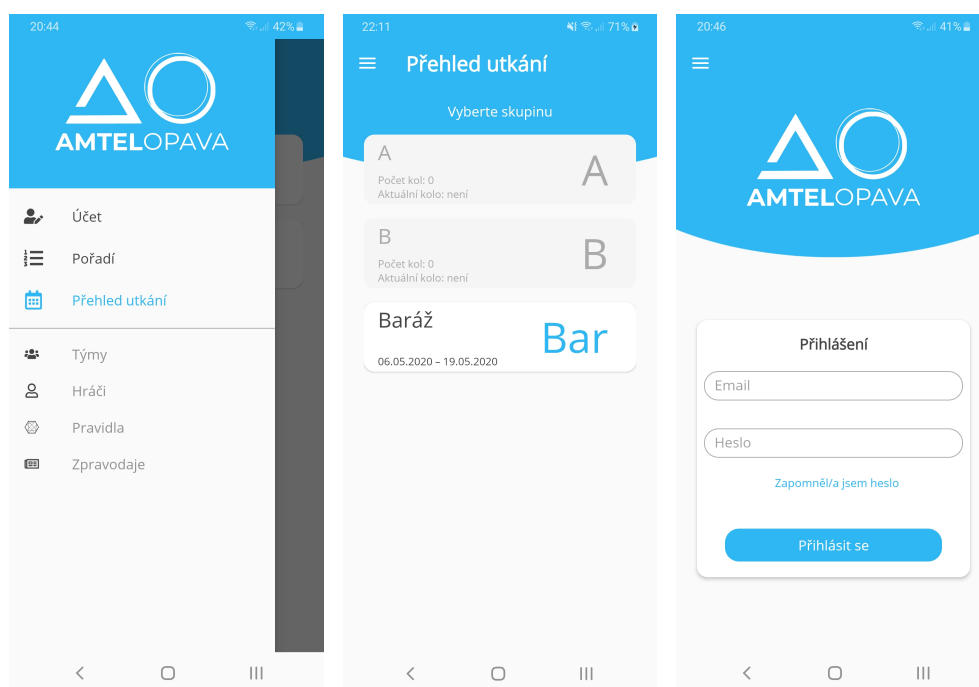 20:44
42%
AMTELOPAVA
Účet
Pořadí
Přehled utkání
Týmy
Hráči
Pravidla
Zpravodaje
22:11
71%
Přehled utkání
Vyberte skupinu
A
A
Počet kol: 0
Aktuální kolo: není
B
B
Počet kol: 0
Aktuální kolo: není
Baráž
Bar
06.05.2020 – 19.05.2020
20:46
41%
AMTELOPAVA
Přihlášení
Email
Heslo
Zapomněl/a jsem heslo
Přihlásit se